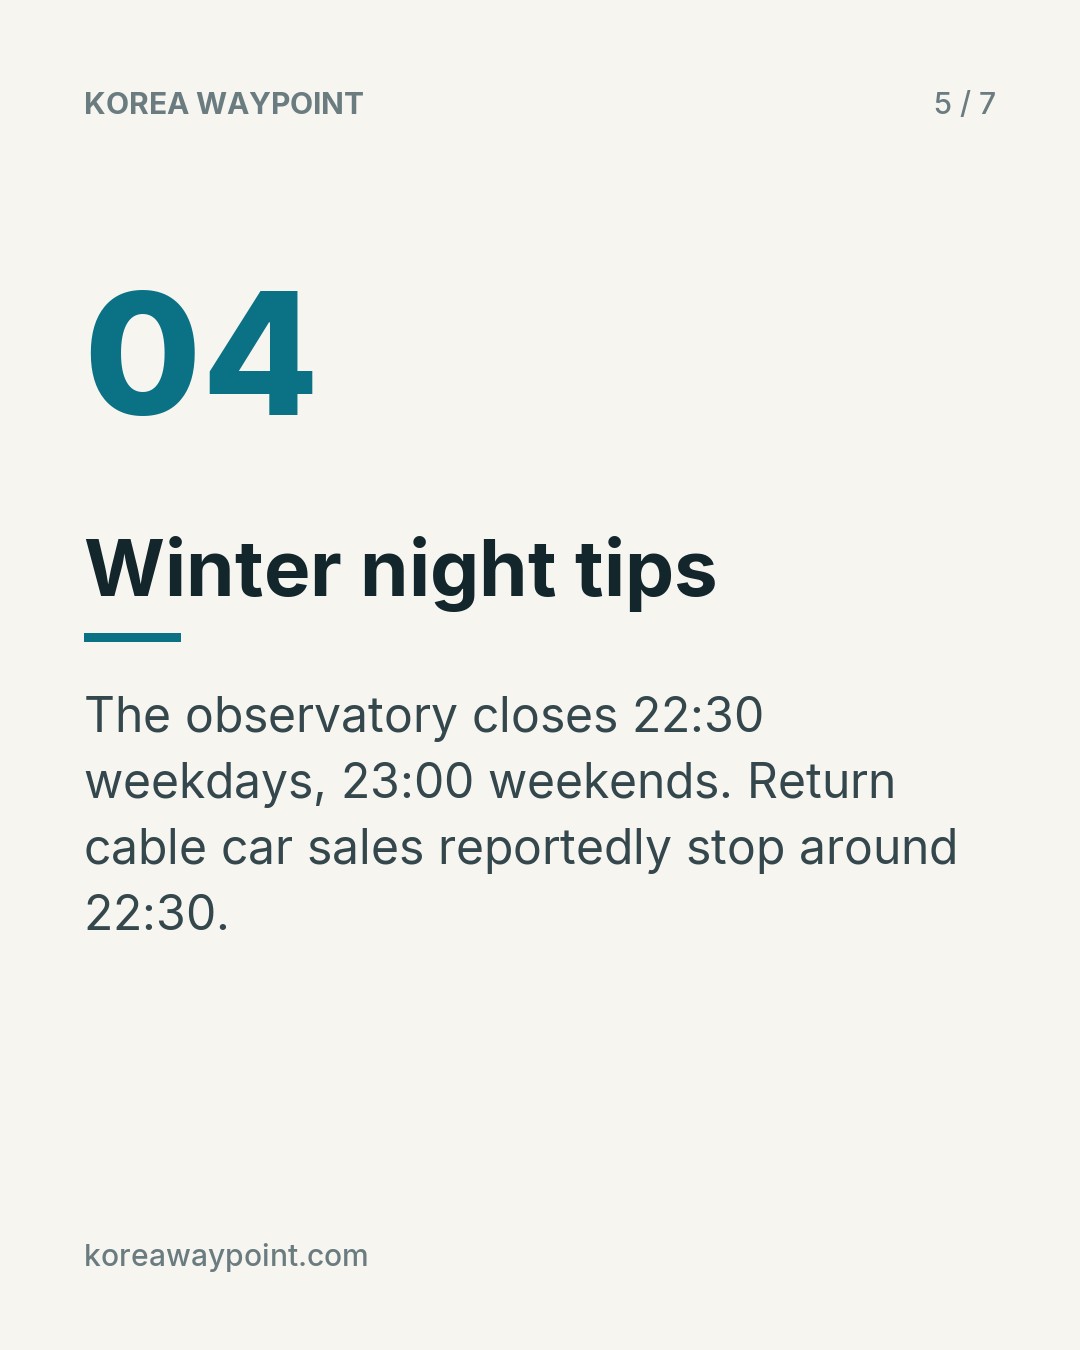 KOREA WAYPOINT
5 / 7
04
Winter night tips
The observatory closes 22:30
weekdays, 23:00 weekends. Return
cable car sales reportedly stop around
22:30.
koreawaypoint.com